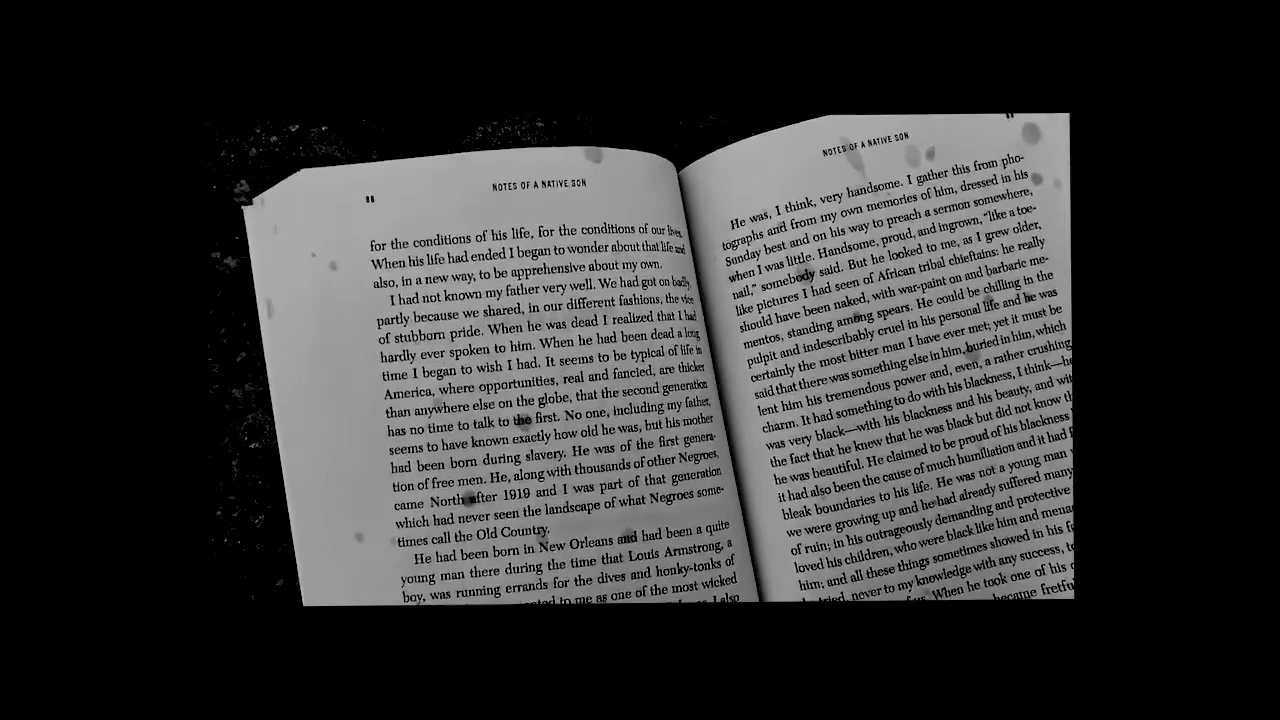 NOTES OF A NATIVE SON
98
for the conditions of his life, for the conditions of our lives.
When his life had ended I began to wonder about that life and
also, in a new way, to be apprehensive about my own.
I had not known my father very well. We had got on badly,
partly because we shared, in our different fashions, the vice
of stubborn pride. When he was dead I realized that I had
hardly ever spoken to him. When he had been dead a long
time I began to wish I had. It seems to be typical of life in
America, where opportunities, real and fancied, are thicker
than anywhere else on the globe, that the second generation
has no time to talk to the first. No one, including my father,
seems to have known exactly how old he was, but his mother
had been born during slavery. He was of the first genera-
tion of free men. He, along with thousands of other Negroes,
came North after 1919 and I was part of that generation
which had never seen the landscape of what Negroes some-
times call the Old Country.
He had been born in New Orleans and had been a quite
young man there during the time that Louis Armstrong, a
boy, was running errands for the dives and honky-tonks of
to me as one of the most wicked
I also
NOTES OF A NATIVE SON
He was, I think, very handsome. I gather this from pho-
tographs and from my own memories of him, dressed in his
Sunday best and on his way to preach a sermon somewhere,
when I was little. Handsome, proud, and ingrown, "like a toe-
nail," somebody said. But he looked to me, as I grew older,
like pictures I had seen of African tribal chieftains: he really
should have been naked, with war-paint on and barbaric me-
mentos, standing among spears. He could be chilling in the
pulpit and indescribably cruel in his personal life and he was
certainly the most bitter man I have ever met; yet it must be
said that there was something else in him, buried in him, which
lent him his tremendous power and, even, a rather crushing
charm. It had something to do with his blackness, I think—he
was very black—with his blackness and his beauty, and
the fact that he knew that he was black but did not know
he was beautiful. He claimed to be proud of his blackness
it had also been the cause of much humiliation and it had
bleak boundaries to his life. He was not a young man
we were growing up and he had already suffered many
of ruin; in his outrageously demanding and protective
loved his children, who were black like him and
him; and all these things sometimes showed in his
tried, never to my knowledge with any success,
When he took one of his
became